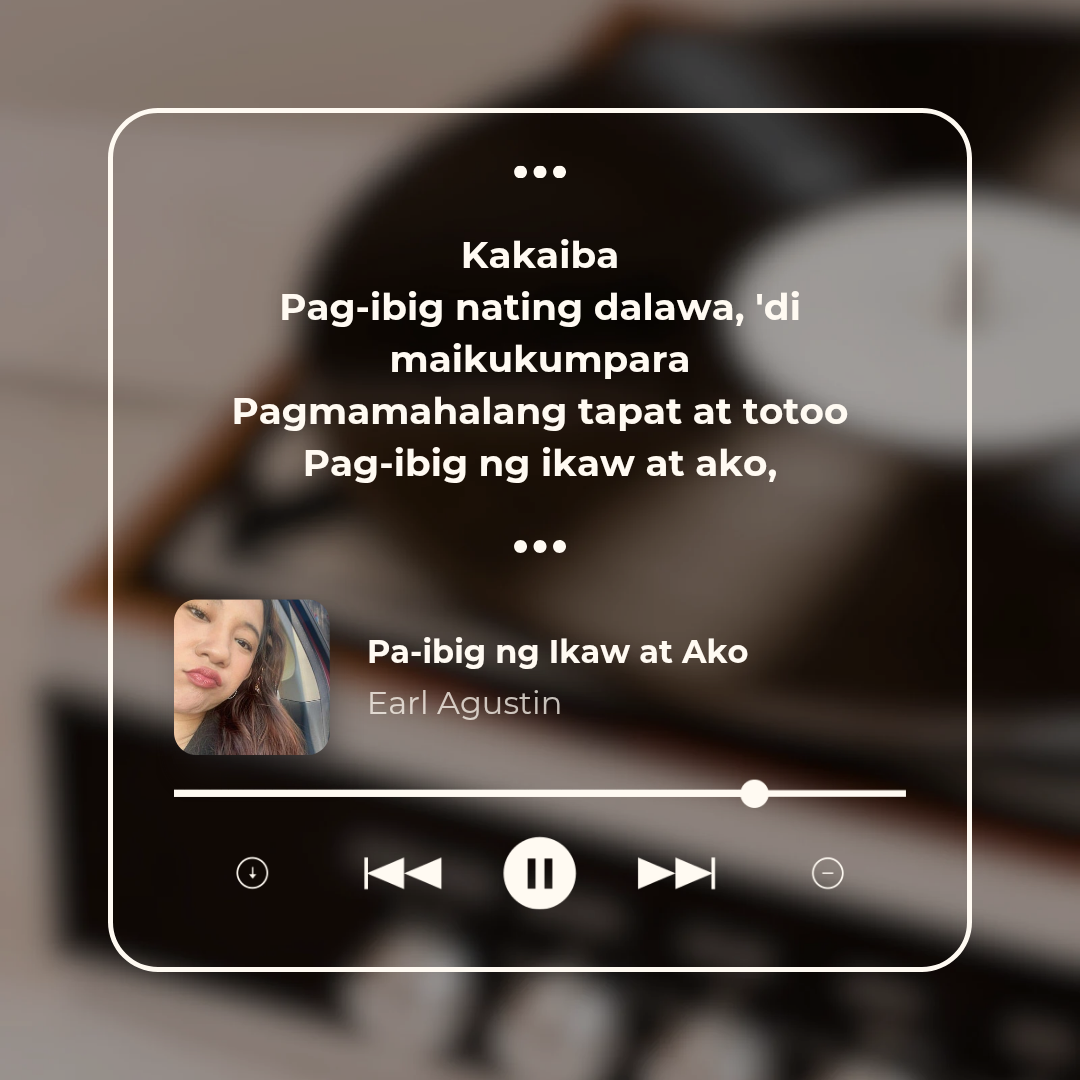 Kakaiba
Pag-ibig nating dalawa, 'di
maikukumpara
Pagmamahalang tapat at totoo
Pag-ibig ng ikaw at ako,
Pa-ibig ng Ikaw at Ako
Earl Agustin